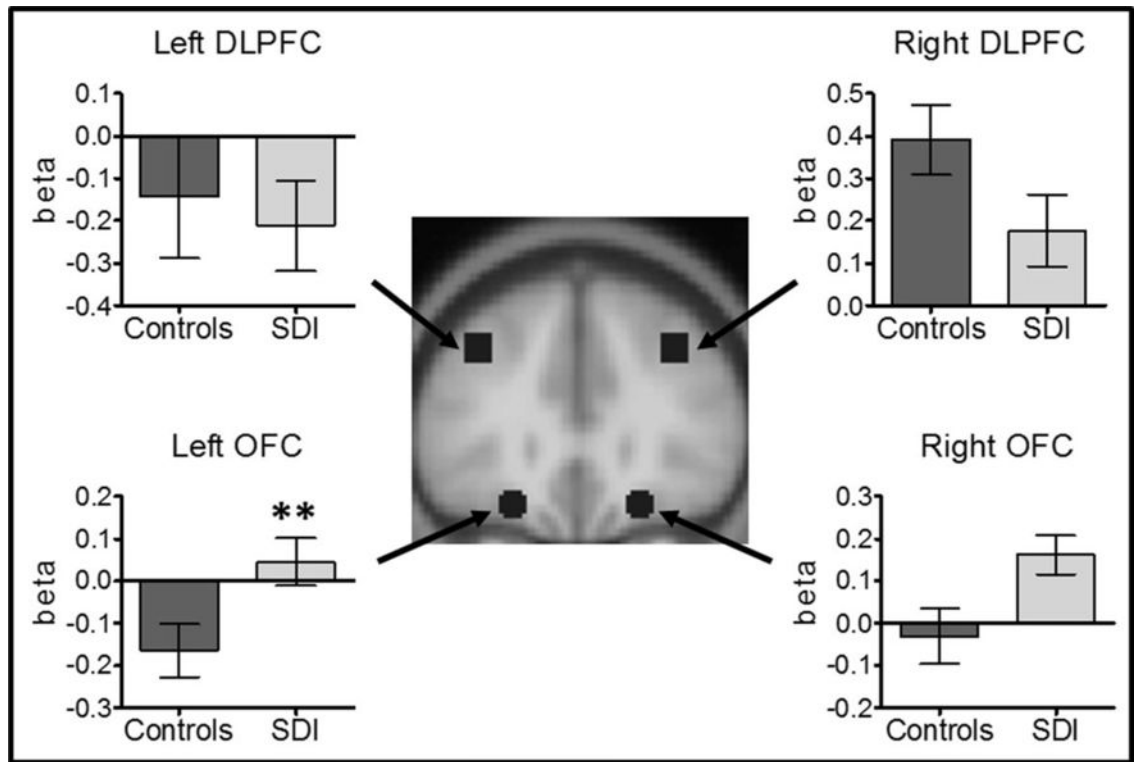 Left DLPFC
0.1
0.0
-0.1
-0.2
-0.3
-0.4
beta
Controls SDI
Right DLPFC
0.5
0.4
0.3
0.2
0.1
0.0
beta
Controls SDI
Left OFC
0.2
0.1
0.0
-0.1
-0.2
-0.3
beta
**
Controls SDI
Right OFC
0.3
0.2
0.1
0.0
-0.1
-0.2
beta
Controls SDI